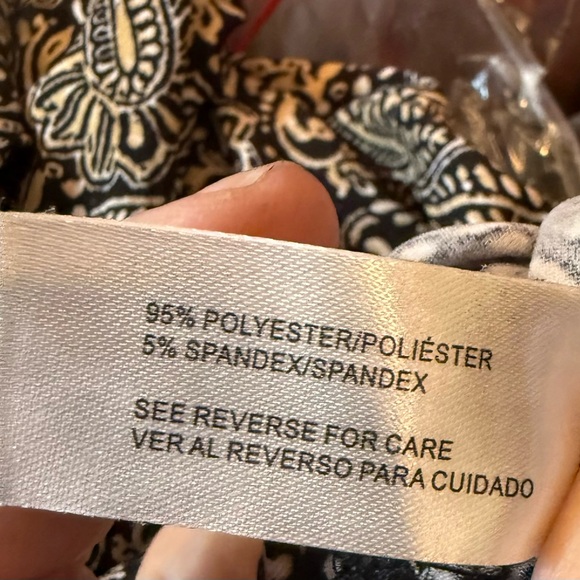 95% POLYESTER/POLIÉSTER
5% SPANDEX/SPANDEX
SEE REVERSE FOR CARE
VER AL REVERSO PARA CUIDADO